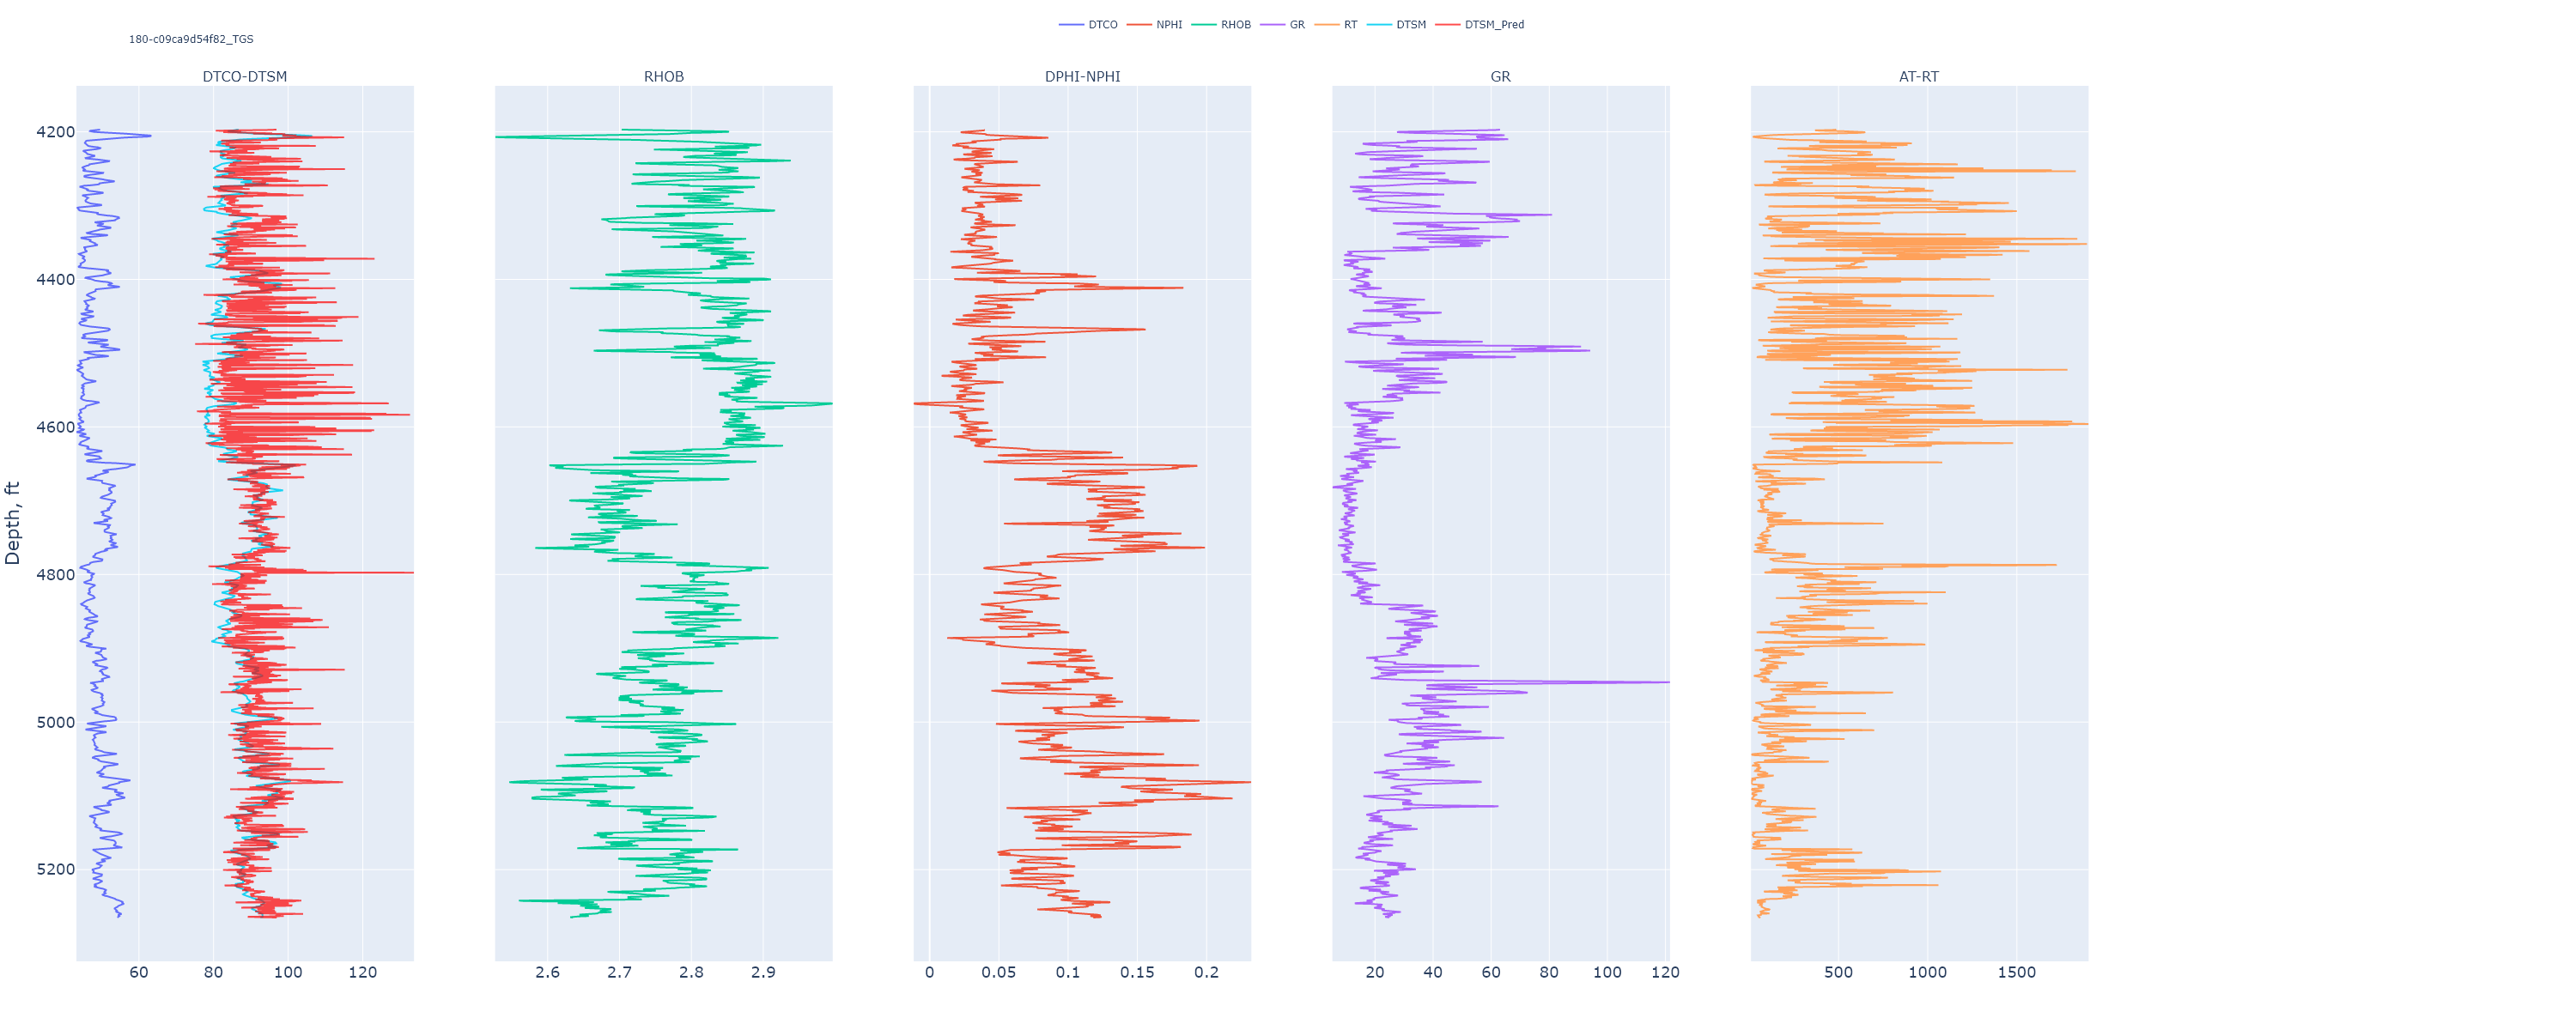 DTCO NPHI RHOB GR RT DTSM DTSM_Pred
180-c09ca9d54f82_TGS
DTCO-DTSM RHOB DPHI-NPHI GR AT-RT
4200
4400
4600
4800
5000
5200
Depth, ft
60 80 100 120 2.6 2.7 2.8 2.9 0 0.05 0.1 0.15 0.2 20 40 60 80 100 120 500 1000 1500